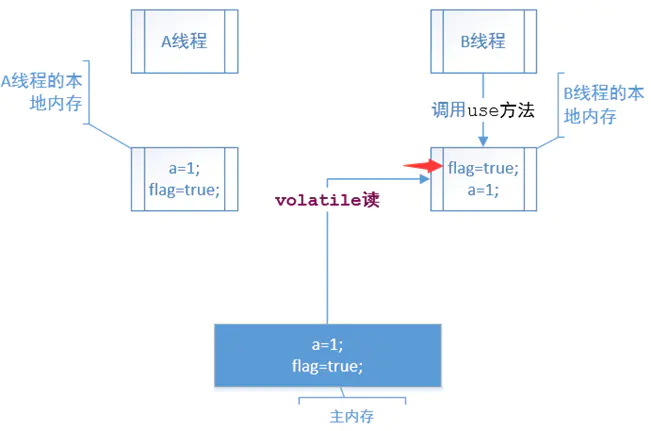 A线程
B线程
A线程的本
地内存
B线程的本
地内存
调用use方法
a=1;
flag=true;
flag=true;
a=1;
volatile读
a=1;
flag=true;
主内存